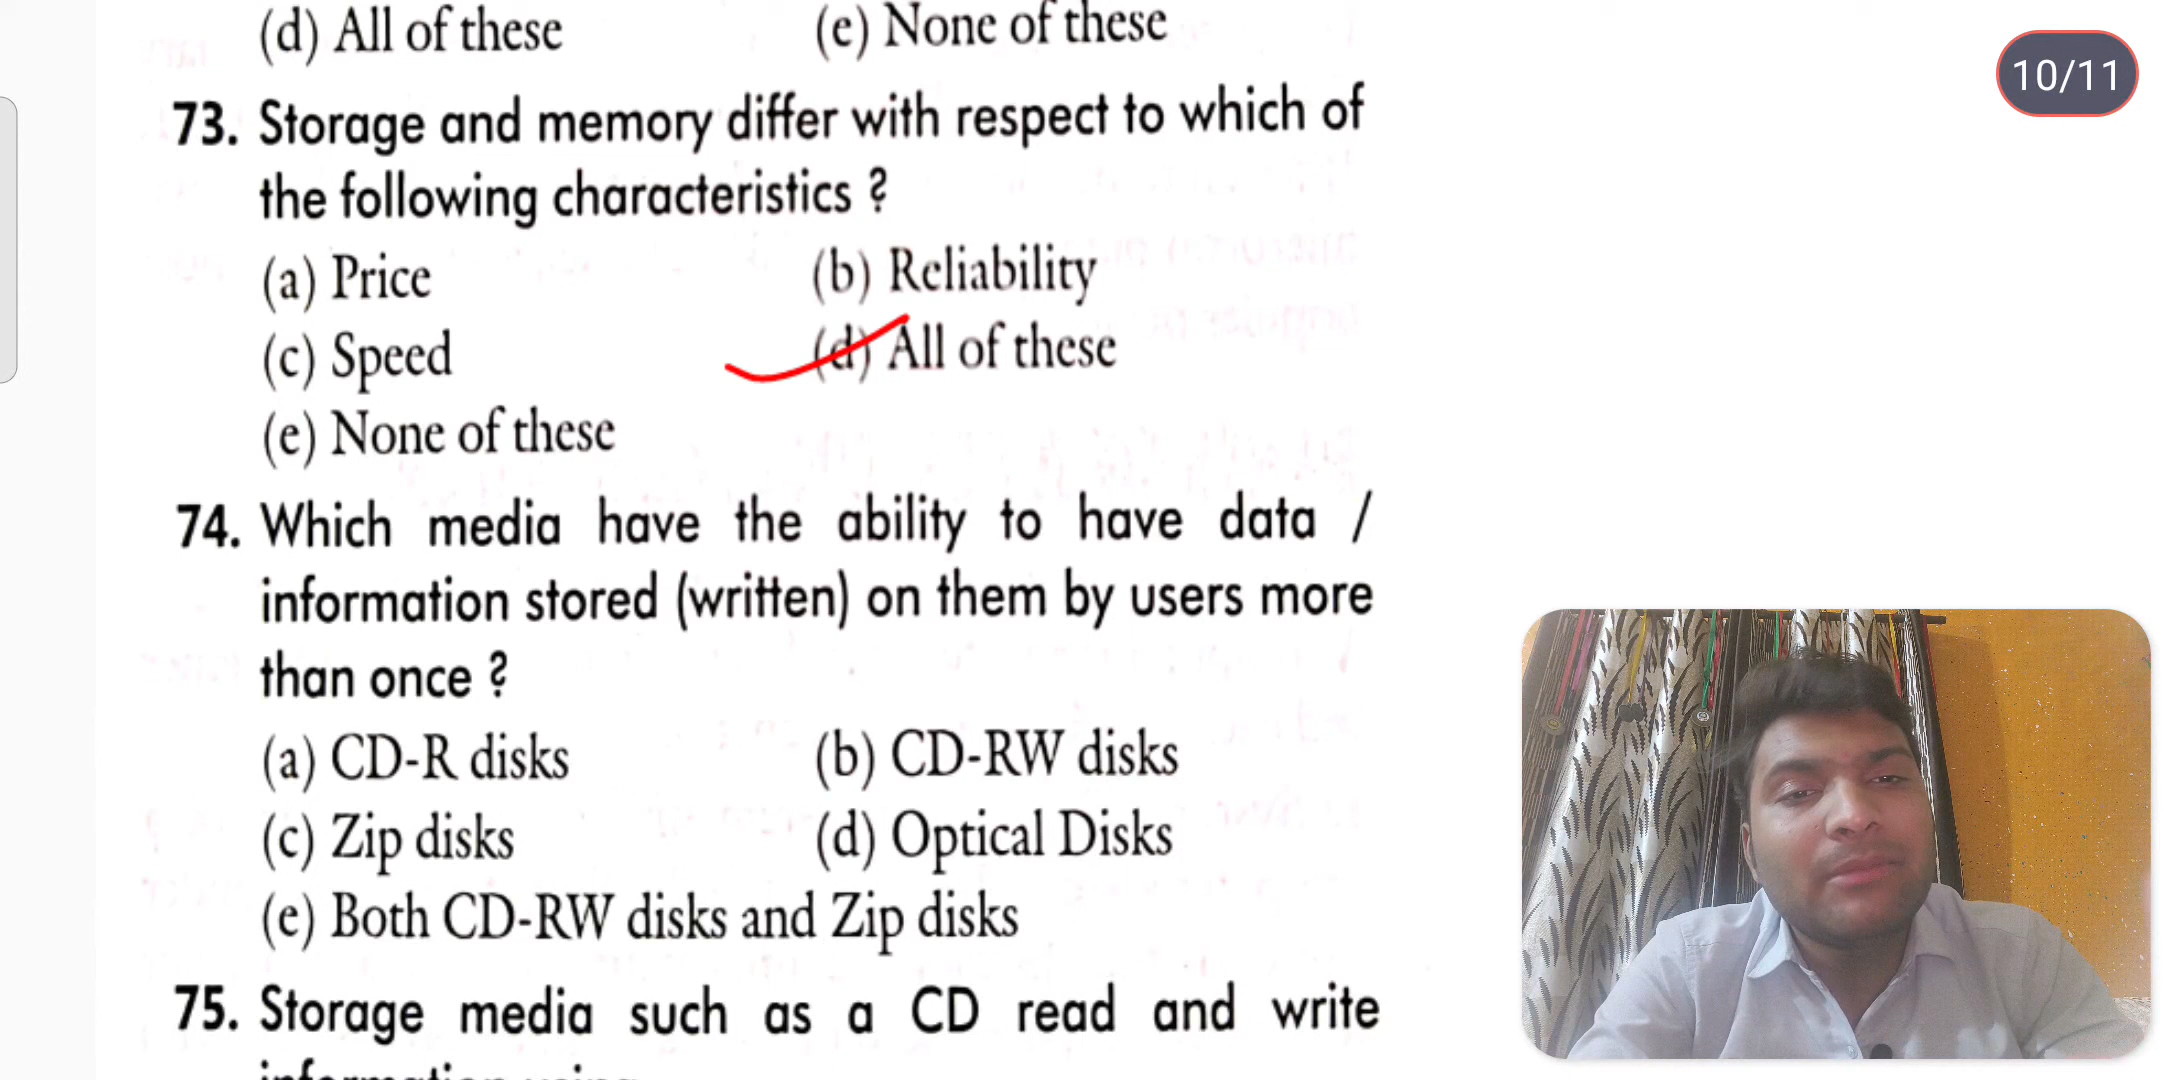 (d) All of these (e) None of these
10/11
73. Storage and memory differ with respect to which of
the following characteristics ?
(a) Price (b) Reliability
(c) Speed (d) All of these
(e) None of these
74. Which media have the ability to have data /
information stored (written) on them by users more
than once ?
(a) CD-R disks (b) CD-RW disks
(c) Zip disks (d) Optical Disks
(e) Both CD-RW disks and Zip disks
75. Storage media such as a CD read and write
information using